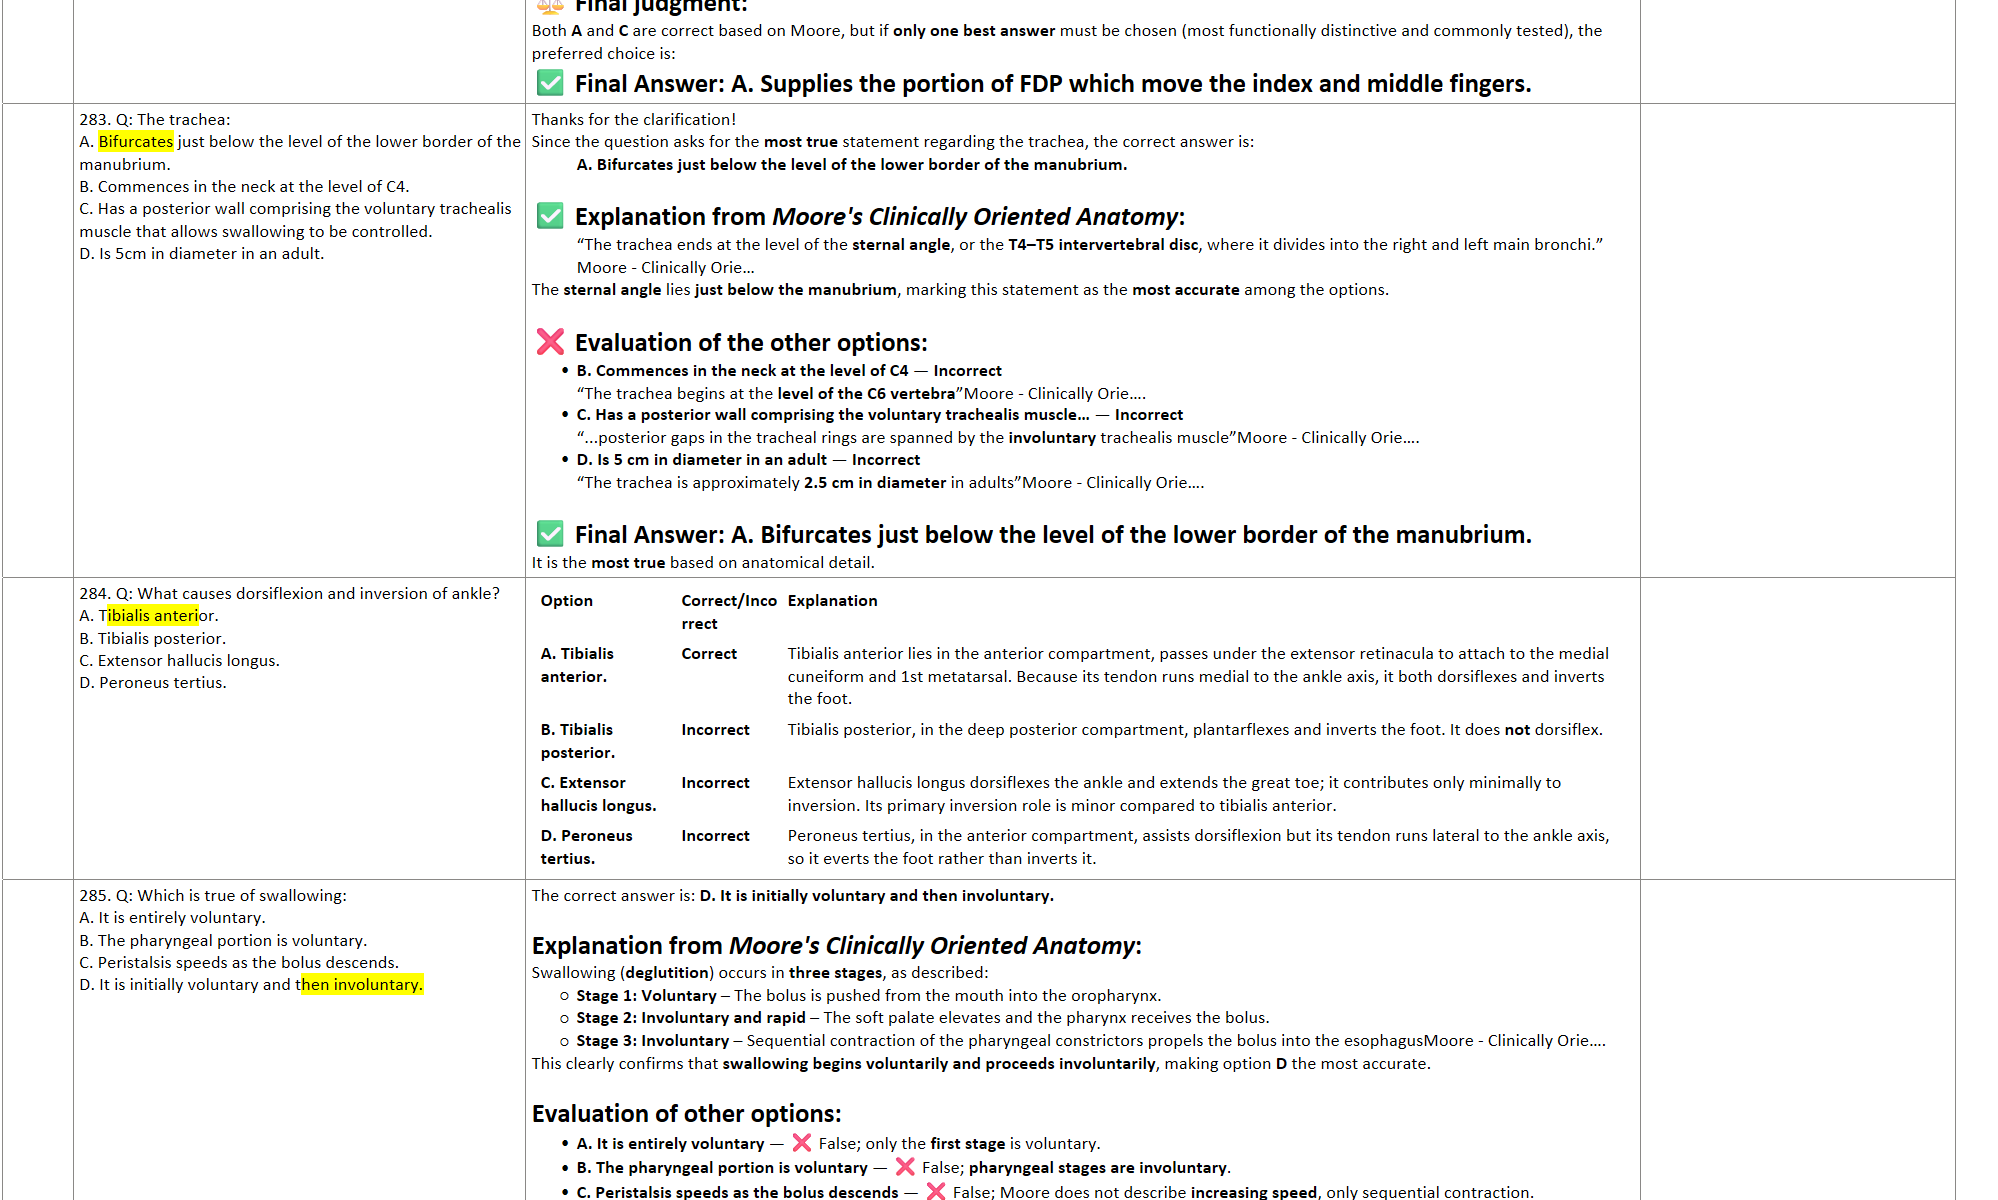 Final judgment:
Both A and C are correct based on Moore, but if only one best answer must be chosen (most functionally distinctive and commonly tested), the
preferred choice is:
✅ Final Answer: A. Supplies the portion of FDP which move the index and middle fingers.
283. Q: The trachea:
A. Bifurcates just below the level of the lower border of the
manubrium.
B. Commences in the neck at the level of C4.
C. Has a posterior wall comprising the voluntary trachealis
muscle that allows swallowing to be controlled.
D. Is 5cm in diameter in an adult.
Thanks for the clarification!
Since the question asks for the most true statement regarding the trachea, the correct answer is:
A. Bifurcates just below the level of the lower border of the manubrium.
✅ Explanation from Moore's Clinically Oriented Anatomy:
“The trachea ends at the level of the sternal angle, or the T4–T5 intervertebral disc, where it divides into the right and left main bronchi.”
Moore - Clinically Orie…
The sternal angle lies just below the manubrium, marking this statement as the most accurate among the options.
❌ Evaluation of the other options:
• B. Commences in the neck at the level of C4 — Incorrect
“The trachea begins at the level of the C6 vertebra”Moore - Clinically Orie….
• C. Has a posterior wall comprising the voluntary trachealis muscle… — Incorrect
“...posterior gaps in the tracheal rings are spanned by the involuntary trachealis muscle”Moore - Clinically Orie….
• D. Is 5 cm in diameter in an adult — Incorrect
“The trachea is approximately 2.5 cm in diameter in adults”Moore - Clinically Orie….
✅ Final Answer: A. Bifurcates just below the level of the lower border of the manubrium.
It is the most true based on anatomical detail.
284. Q: What causes dorsiflexion and inversion of ankle?
A. Tibialis anterior.
B. Tibialis posterior.
C. Extensor hallucis longus.
D. Peroneus tertius.
Option Correct/Inco Explanation
rrect
A. Tibialis Correct Tibialis anterior lies in the anterior compartment, passes under the extensor retinacula to attach to the medial
anterior. cuneiform and 1st metatarsal. Because its tendon runs medial to the ankle axis, it both dorsiflexes and inverts
the foot.
B. Tibialis Incorrect Tibialis posterior, in the deep posterior compartment, plantarflexes and inverts the foot. It does not dorsiflex.
posterior.
C. Extensor Incorrect Extensor hallucis longus dorsiflexes the ankle and extends the great toe; it contributes only minimally to
hallucis longus. inversion. Its primary inversion role is minor compared to tibialis anterior.
D. Peroneus Incorrect Peroneus tertius, in the anterior compartment, assists dorsiflexion but its tendon runs lateral to the ankle axis,
tertius. so it everts the foot rather than inverts it.
285. Q: Which is true of swallowing:
A. It is entirely voluntary.
B. The pharyngeal portion is voluntary.
C. Peristalsis speeds as the bolus descends.
D. It is initially voluntary and then involuntary.
The correct answer is: D. It is initially voluntary and then involuntary.
Explanation from Moore's Clinically Oriented Anatomy:
Swallowing (deglutition) occurs in three stages, as described:
○ Stage 1: Voluntary – The bolus is pushed from the mouth into the oropharynx.
○ Stage 2: Involuntary and rapid – The soft palate elevates and the pharynx receives the bolus.
○ Stage 3: Involuntary – Sequential contraction of the pharyngeal constrictors propels the bolus into the esophagusMoore - Clinically Orie….
This clearly confirms that swallowing begins voluntarily and proceeds involuntarily, making option D the most accurate.
Evaluation of other options:
• A. It is entirely voluntary — ❌ False; only the first stage is voluntary.
• B. The pharyngeal portion is voluntary — ❌ False; pharyngeal stages are involuntary.
• C. Peristalsis speeds as the bolus descends — ❌ False; Moore does not describe increasing speed, only sequential contraction.